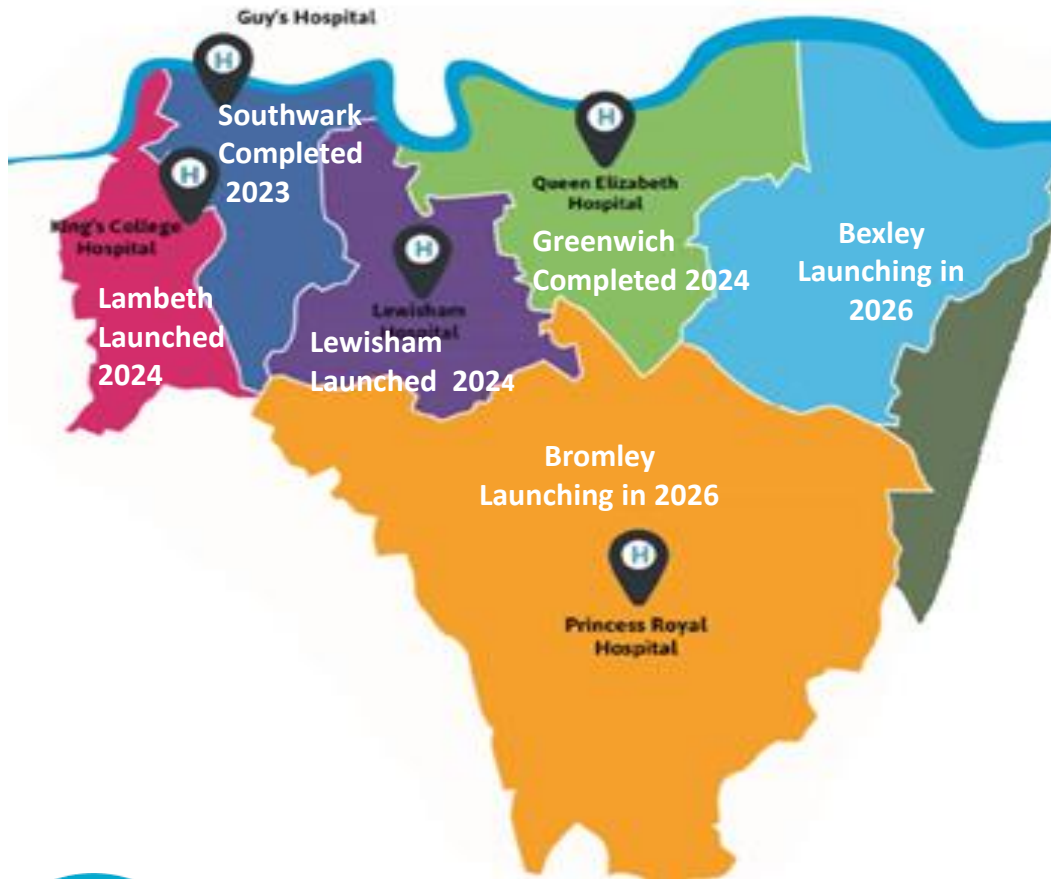 Guy's Hospital
H
Southwark
Completed
2023
H
King's College
Hospital
Lambeth
Launched
2024
H
Lewisham
Hospital
Lewisham
Launched 2024
H
Queen Elizabeth
Hospital
Greenwich
Completed 2024
Bexley
Launching in
2026
Bromley
Launching in 2026
H
Princess Royal
Hospital